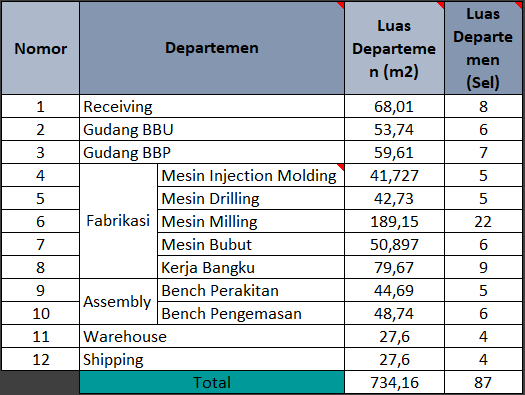 Nomor Departemen Luas Departeme n (m2) Luas Departe men (Sel)
1 Receiving 68,01 8
2 Gudang BBU 53,74 6
3 Gudang BBP 59,61 7
4 Fabrikasi Mesin Injection Molding 41,727 5
5 Mesin Drilling 42,73 5
6 Mesin Milling 189,15 22
7 Mesin Bubut 50,897 6
8 Kerja Bangku 79,67 9
9 Assembly Bench Perakitan 44,69 5
10 Bench Pengemasan 48,74 6
11 Warehouse 27,6 4
12 Shipping 27,6 4
Total 734,16 87